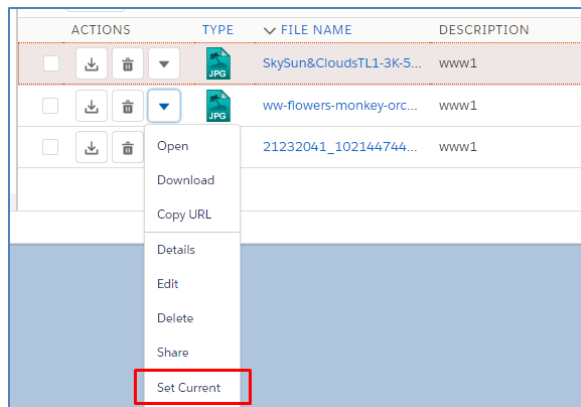 ACTIONS TYPE FILE NAME DESCRIPTION
JPG SkySun&CloudsTL1-3K-5... www1
JPG ww-flowers-monkey-orc... www1
21232041_102144744... www1
Open
Download
Copy URL
Details
Edit
Delete
Share
Set Current